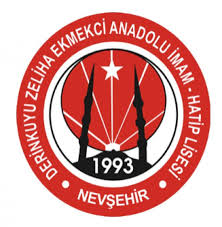 DERİNKUYU ZELİHA EKMEKCİ ANADOLU İMAM - HATİP LİSESİ
1993
· NEVŞEHİR ·